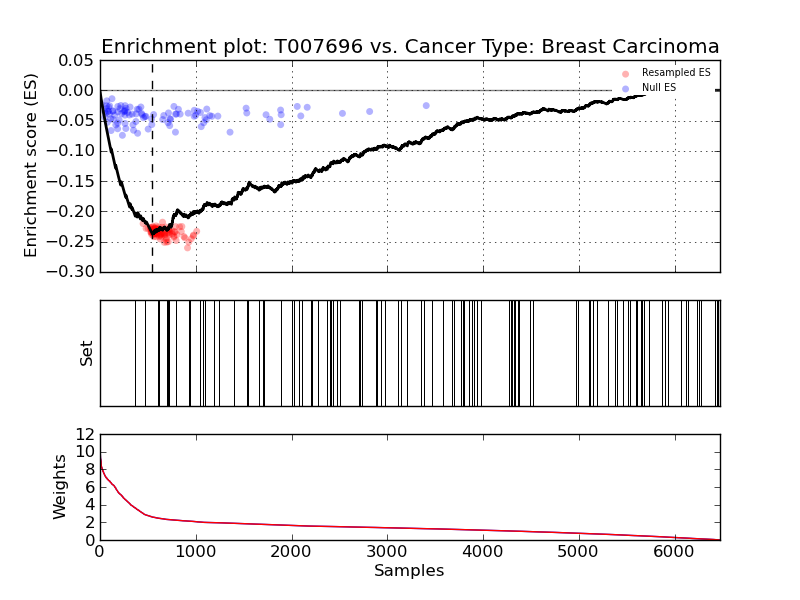 Enrichment plot: T007696 vs. Cancer Type: Breast Carcinoma
Enrichment score (ES)
0.05
0.00
−0.05
−0.10
−0.15
−0.20
−0.25
−0.30
Resampled ES
Null ES
Set
Weights
12
10
8
6
4
2
0
0 1000 2000 3000 4000 5000 6000
Samples